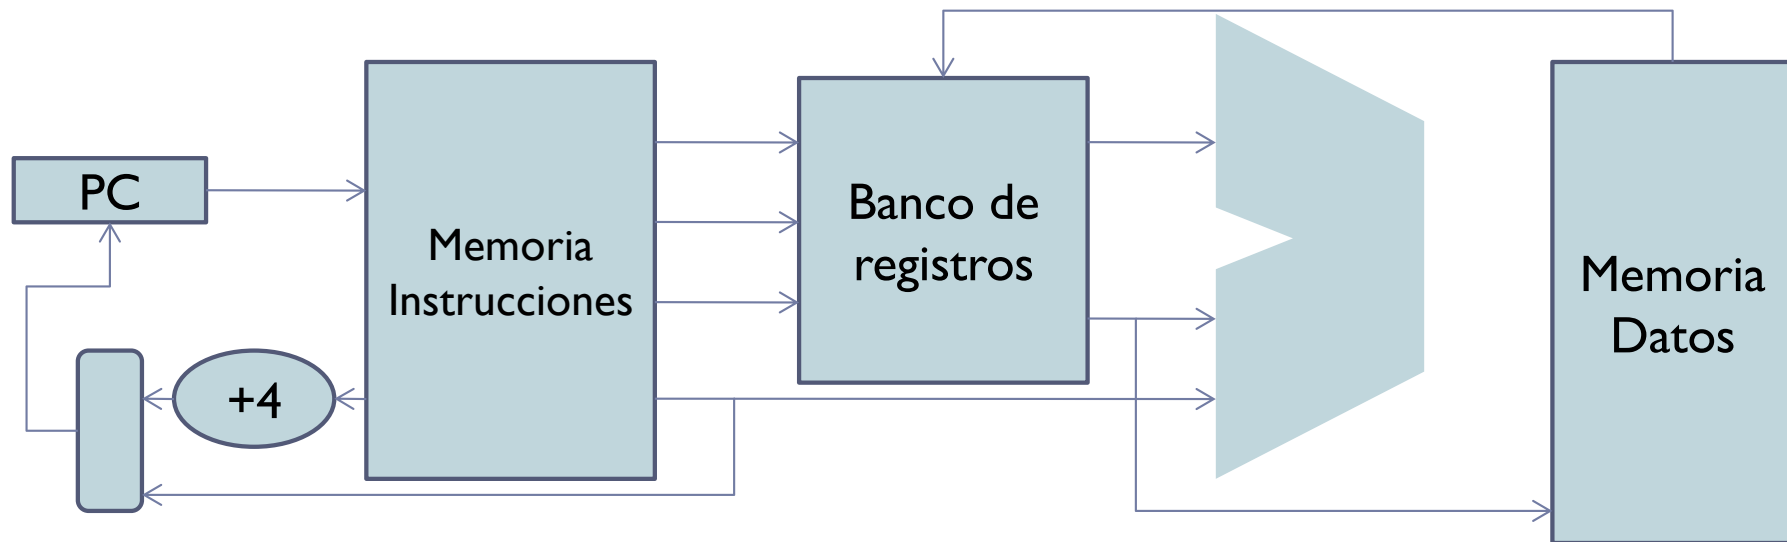 PC
Memoria
Instrucciones
+4
Banco de
registros
Memoria
Datos